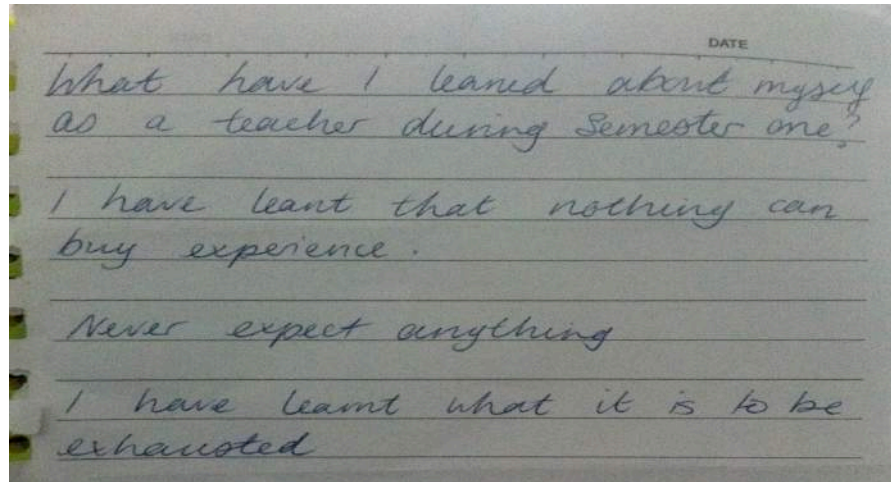 DATE
What have I leaned about myself
as a teacher during Semester one?
I have leant that nothing can
buy experience.
Never expect anything
I have learnt what it is to be
exhausted